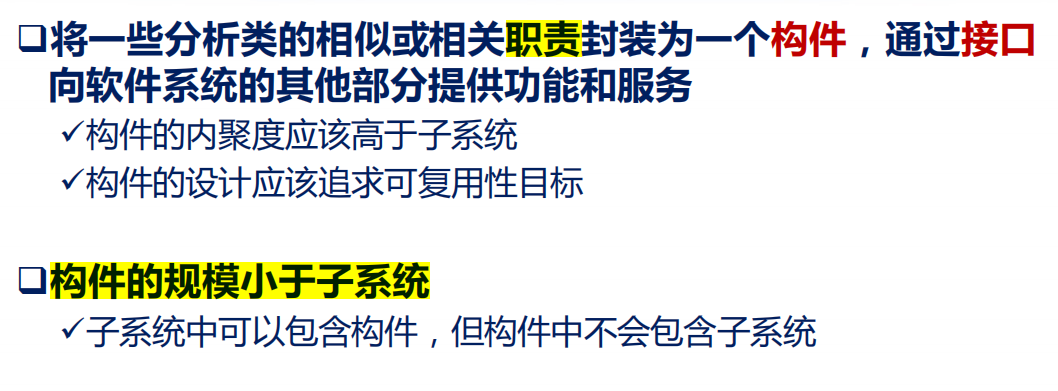 ❑将一些分析类的相似或相关职责封装为一个构件，通过接口
向软件系统的其他部分提供功能和服务
✓构件的内聚度应该高于子系统
✓构件的设计应该追求可复用性目标
❑构件的规模小于子系统
✓子系统中可以包含构件，但构件中不会包含子系统